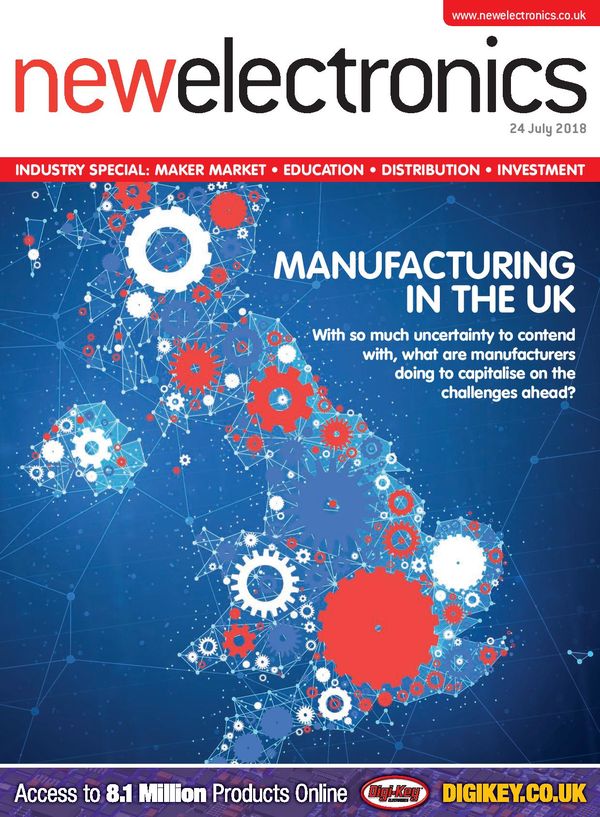 www.newelectronics.co.uk
newelectronics
24 July 2018
INDUSTRY SPECIAL: MAKER MARKET • EDUCATION • DISTRIBUTION • INVESTMENT
MANUFACTURING
IN THE UK
With so much uncertainty to contend
with, what are manufacturers
doing to capitalise on the
challenges ahead?
Access to 8.1 Million Products Online
Digi-Key
ELECTRONICS
DIGIKEY.CO.UK